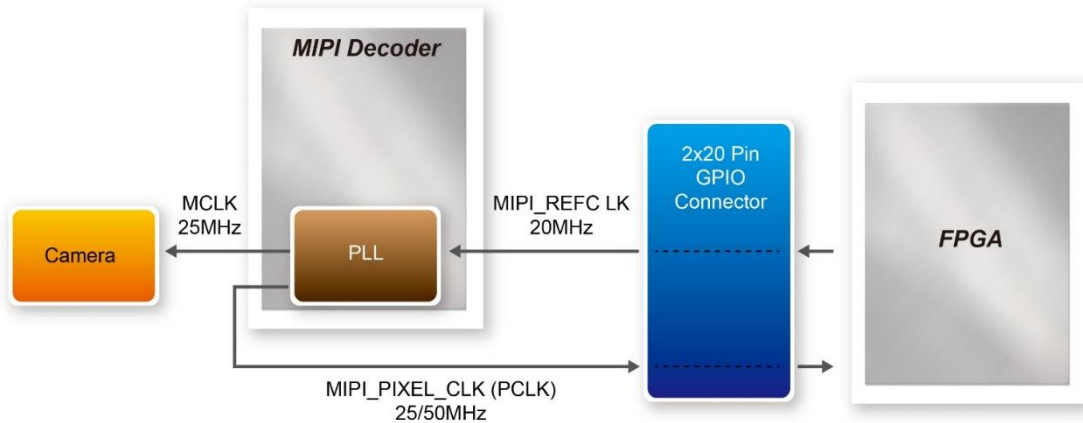 MIPI Decoder
2x20 Pin
GPIO
Connector
MCLK
25MHz
MIPI_REFC LK
20MHz
Camera
PLL
FPGA
MIPI_PIXEL_CLK (PCLK)
25/50MHz